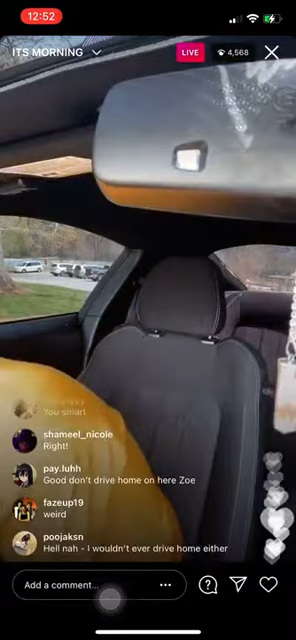 12:52
ITS MORNING
LIVE
4,568
You smart
shameel_nicole
Right!
pay.luhh
Good don't drive home on here Zoe
fazeup19
weird
poojaksn
Hell nah - I wouldn't ever drive home either
Add a comment...